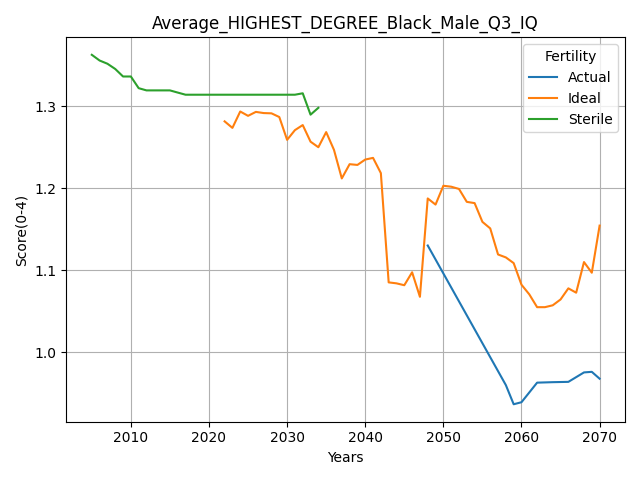 Average_HIGHEST_DEGREE_Black_Male_Q3_IQ
Fertility
Actual
Ideal
Sterile
Score(0-4)
1.3
1.2
1.1
1.0
2010 2020 2030 2040 2050 2060 2070
Years